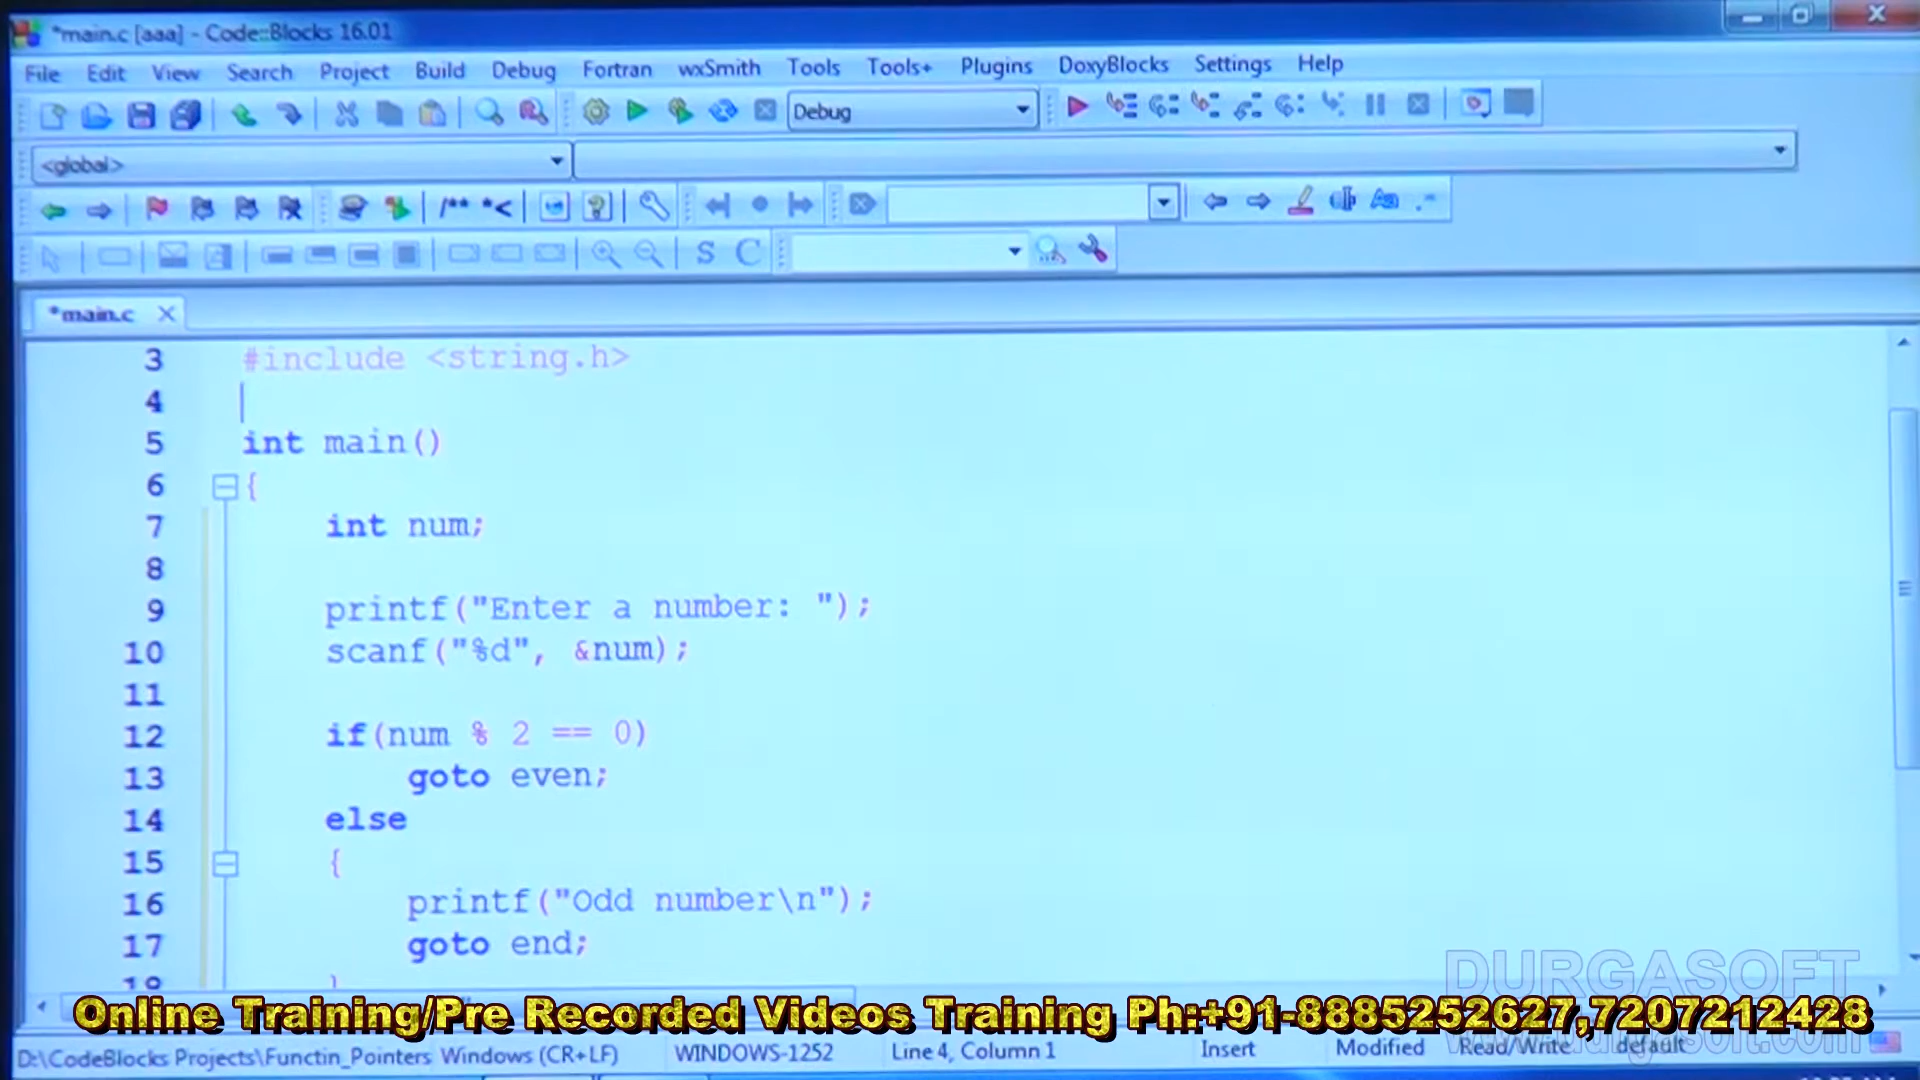 *main.c [aaa] - Code::Blocks 16.01
File Edit View Search Project Build Debug Fortran wxSmith Tools Tools+ Plugins DoxyBlocks Settings Help
Debug
<global>
/** *<
S C
*main.c
3 #include <string.h>
4
5 int main()
6 {
7 int num;
8
9 printf("Enter a number: ");
10 scanf("%d", &num);
11
12 if(num % 2 == 0)
13 goto even;
14 else
15 {
16 printf("Odd number\n");
17 goto end;
18 }
DURGASOFT
Online Training/Pre Recorded Videos Training Ph:+91-8885252627,7207212428
D:\CodeBlocks Projects\Functin_Pointers Windows (CR+LF) WINDOWS-1252 Line 4, Column 1 Insert Modified Read/Write default